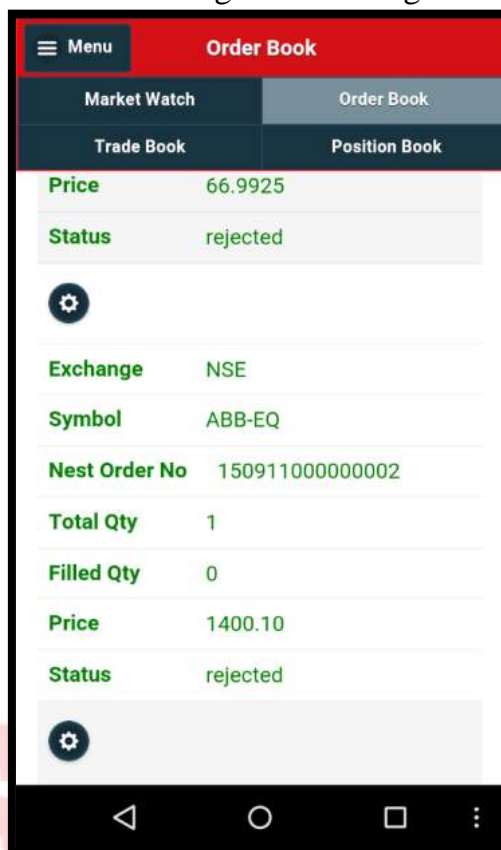 Menu Order Book
Market Watch Order Book
Trade Book Position Book
Price 66.9925
Status rejected
Exchange NSE
Symbol ABB-EQ
Nest Order No 150911000000002
Total Qty 1
Filled Qty 0
Price 1400.10
Status rejected